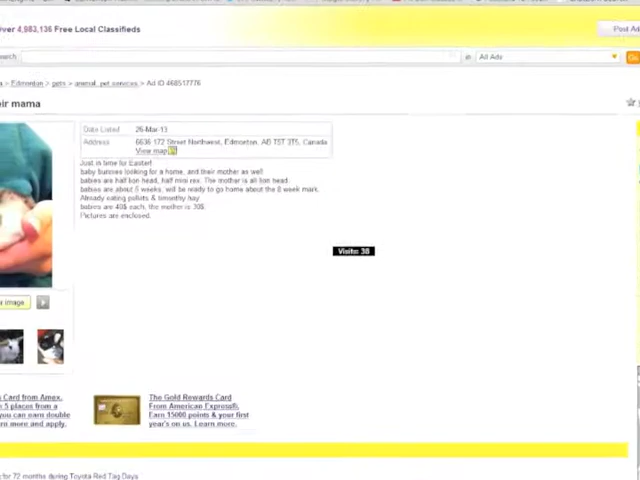 ver 4,983,136 Free Local Classifieds
Post Ad
earch
in
All Ads
Go
> Edmonton > pets > animal, pet services > Ad ID 468517776
eir mama
Date Listed 26-Mar-13
Address 6636 172 Street Northwest, Edmonton, AB T5T 3T5, Canada
View map
Just in time for Easter!
baby bunnies looking for a home, and their mother as well
babies are half lion head, half mini rex. The mother is all lion head.
babies are about 5 weeks, will be ready to go home about the 8 week mark.
Already eating pellets & timothy hay
babies are 40$ each, the mother is 30$.
Pictures are enclosed.
Visits: 38
r image
Card from Amex.
5 places from a
you can earn double
rn more and apply.
The Gold Rewards Card
From American Express®.
Earn 15000 points & your first
year's on us. Learn more.
for 72 months during Toyota Red Tag Days